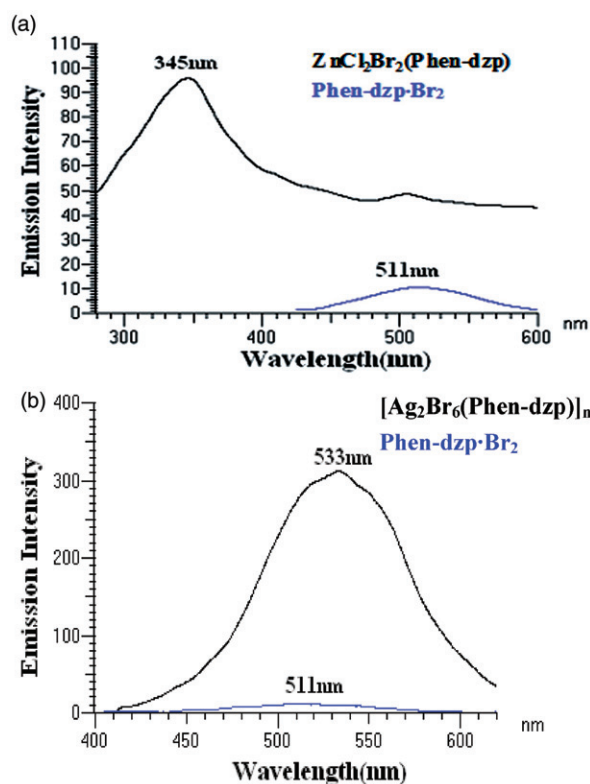 (a)
110
100
90
80
70
60
50
40
30
20
10
0
Emission Intensity
345nm
ZnCl₂Br₂(Phen-dzp)
Phen-dzp·Br₂
511nm
300 400 500 600 nm
Wavelength(nm)
(b)
400
300
200
100
0
Emission Intensity
[Ag₂Br₆(Phen-dzp)]n
Phen-dzp·Br₂
533nm
511nm
400 450 500 550 600 nm
Wavelength(nm)